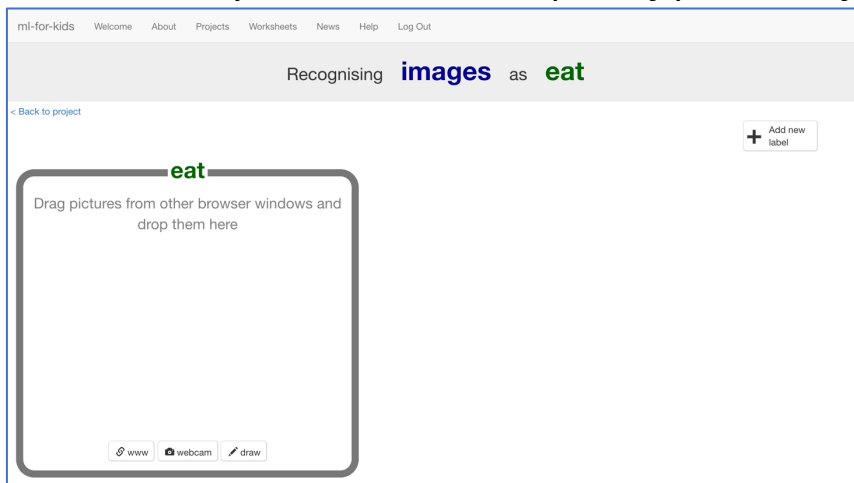 ml-for-kids Welcome About Projects Worksheets News Help Log Out
Recognising images as eat
< Back to project
Add new
label
eat
Drag pictures from other browser windows and
drop them here
www webcam draw